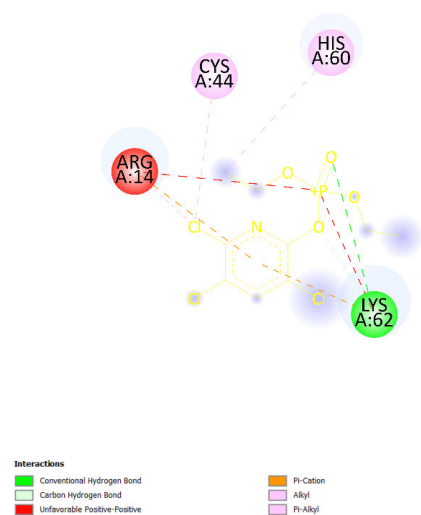 HIS
A:60
CYS
A:44
ARG
A:14
O
O
P
+
O
Cl
N
O
Cl
Cl
LYS
A:62
Interactions
Conventional Hydrogen Bond
Carbon Hydrogen Bond
Unfavorable Positive-Positive
Pi-Cation
Alkyl
Pi-Alkyl